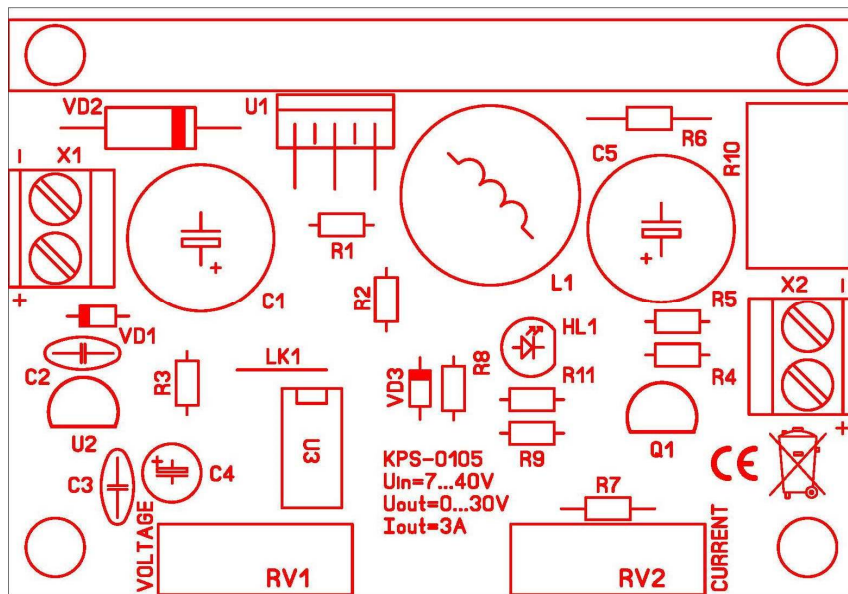 VD2
U1
R6
C5
R10
I X1
R1
L1
C1
R2
X2 I
+
VD1
R5
HL1
LK1
C2
R3
VD3
R8
R11
R4
U2
U3
R9
Q1
+
C3
C4
KPS-0105
Uin=7...40V
Uout=0...30V
Iout=3A
CE
R7
VOLTAGE
RV1
RV2
CURRENT